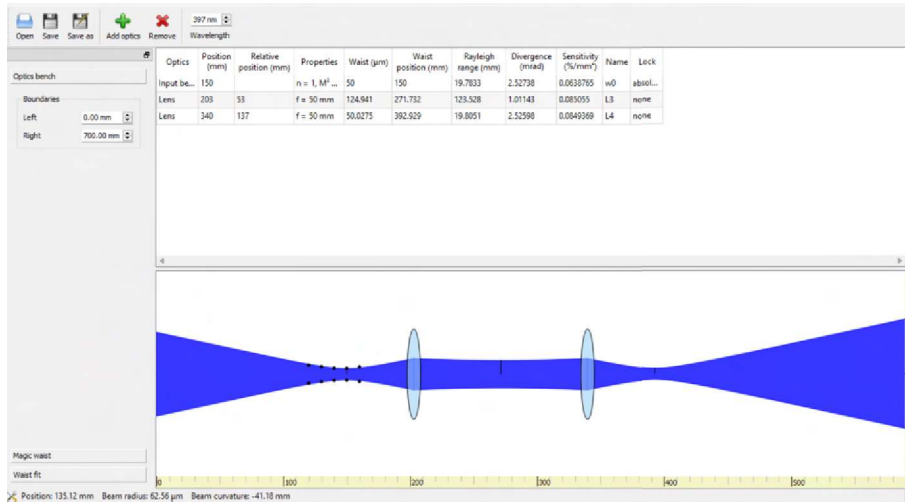 397 nm
Open Save Save as Add optics Remove Wavelength
Optics bench
Boundaries
Left 0.00 mm
Right 700.00 mm
Optics Position (mm) Relative position (mm) Properties Waist (µm) Waist position (mm) Rayleigh range (mm) Divergence (mrad) Sensitivity (%/mm²) Name Lock
Input be... 150 n = 1, M² ... 50 150 19.7833 2.52738 0.0638765 w0 absol...
Lens 203 53 f = 50 mm 124.941 271.732 123.528 1.01143 0.085055 L3 none
Lens 340 137 f = 50 mm 50.0275 392.929 19.8051 2.52598 0.0849369 L4 none
Magic waist
Waist fit
0 100 200 300 400 500
Position: 135.12 mm Beam radius: 62.56 µm Beam curvature: -41.18 mm